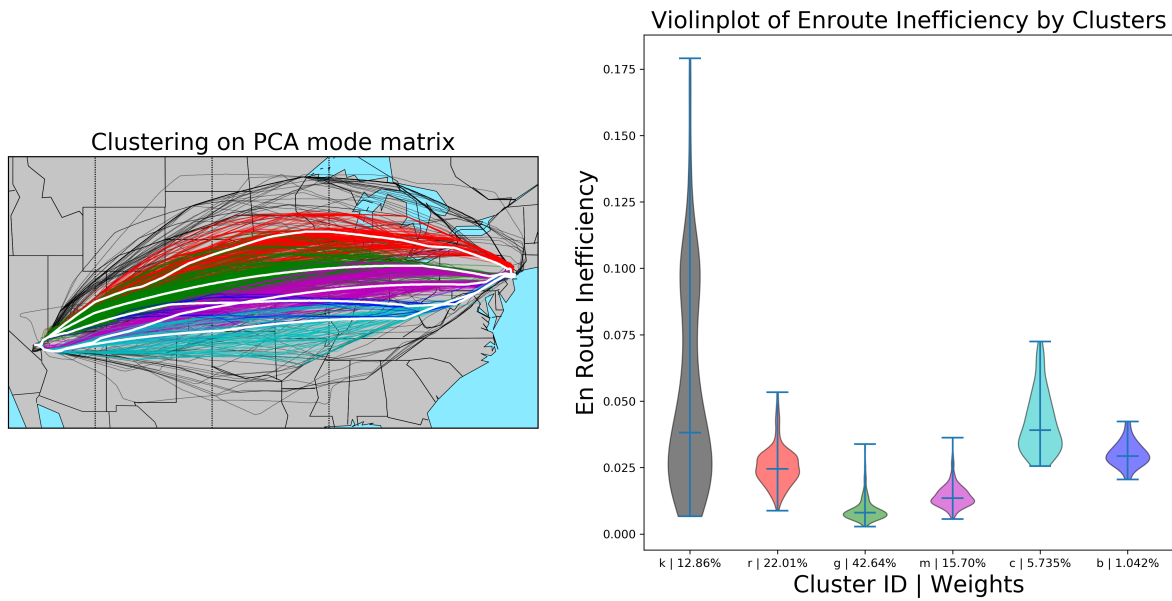 Clustering on PCA mode matrix
Violinplot of Enroute Inefficiency by Clusters
En Route Inefficiency
0.175
0.150
0.125
0.100
0.075
0.050
0.025
0.000
k | 12.86% r | 22.01% g | 42.64% m | 15.70% c | 5.735% b | 1.042%
Cluster ID | Weights